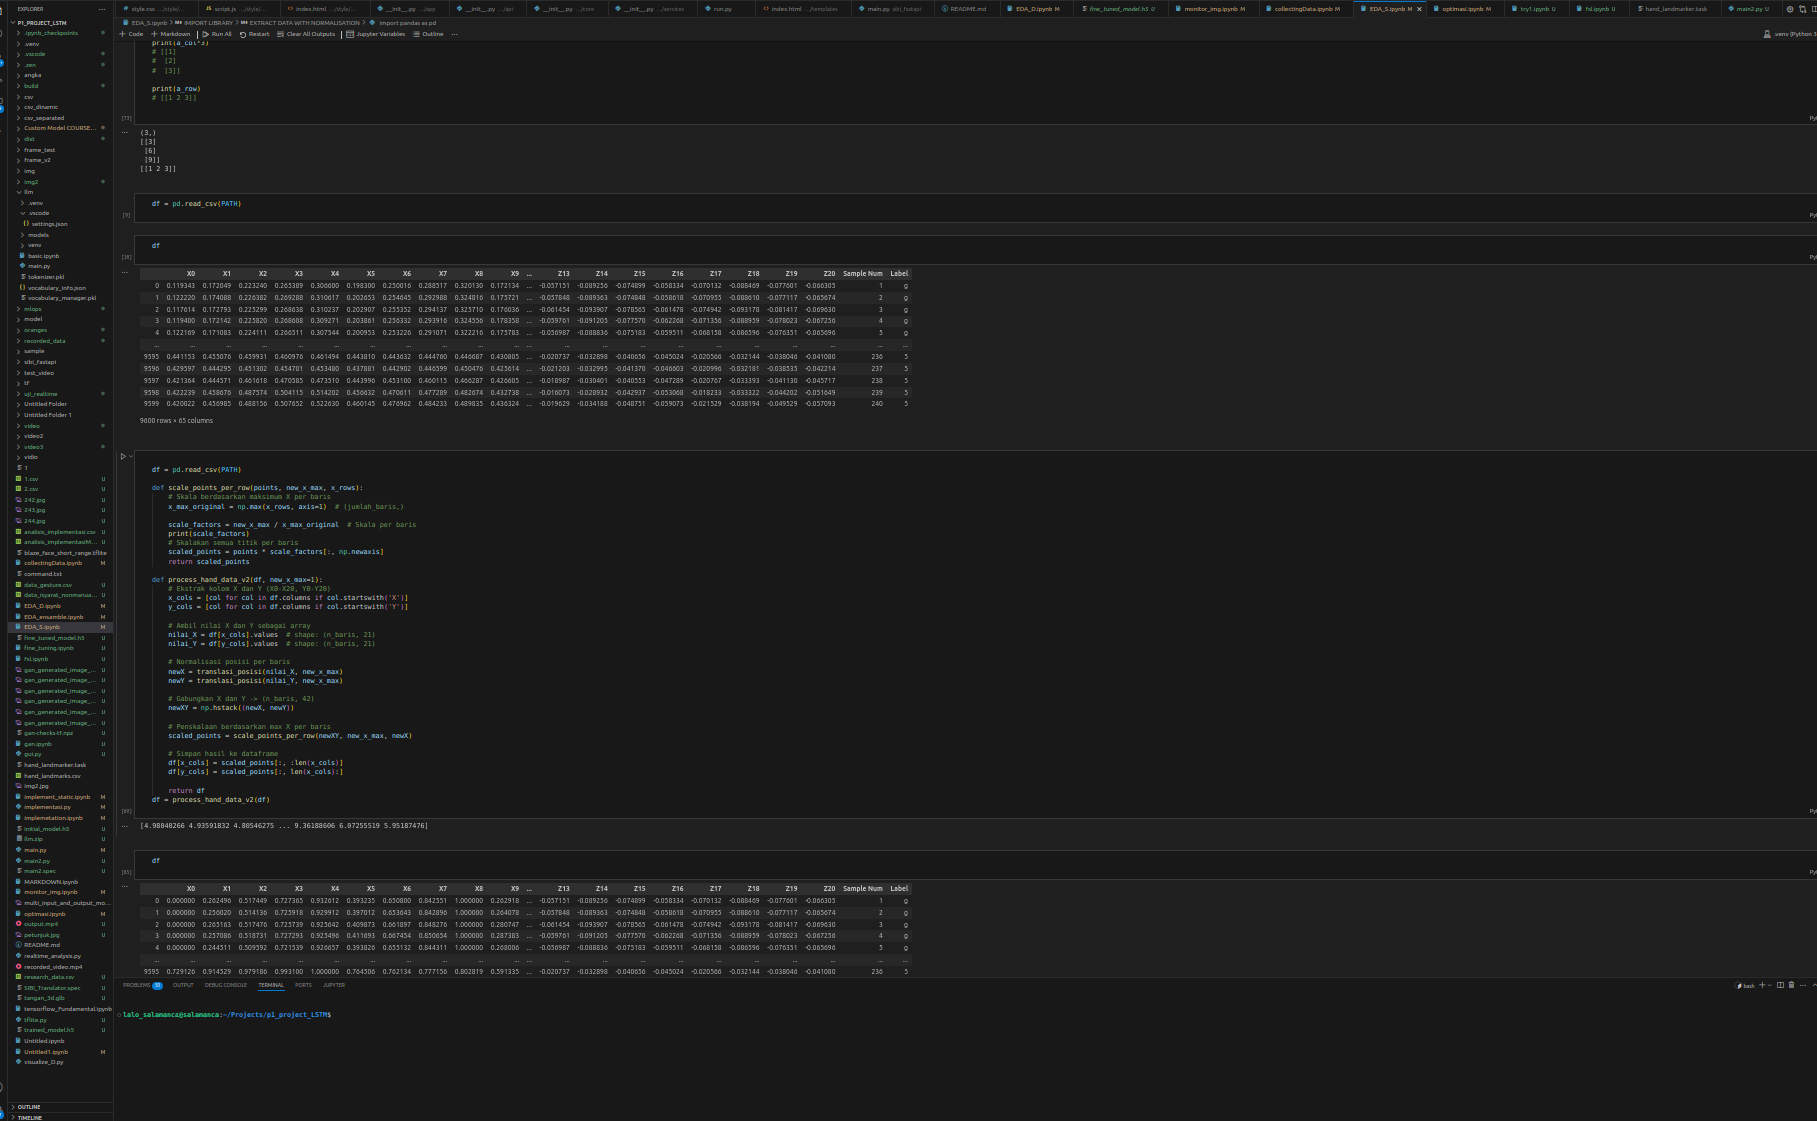 EXPLORER
P1_PROJECT_LSTM
.ipynb_checkpoints
.venv
.vscode
.zen
angka
build
csv
csv_dinamic
csv_separated
Custom Model COURSE...
dist
frame_test
frame_v2
img
img2
llm
.venv
.vscode
settings.json
models
venv
basic.ipynb
main.py
tokenizer.pkl
vocabulary_info.json
vocabulary_manager.pkl
mlops
model
oranges
recorded_data
sample
sibi_fastapi
test_video
tf
uji_realtime
Untitled Folder
Untitled Folder 1
video
video2
video3
vidio
1
1.csv U
2.csv U
242.jpg U
243.jpg U
244.jpg U
analisis_implementasi.csv U
analisis_implementasiM... U
blaze_face_short_range.tflite
collectingData.ipynb M
command.txt
data_gesture.csv U
data_isyarat_nonmanua... U
EDA_D.ipynb M
EDA_ensemble.ipynb M
EDA_S.ipynb M
fine_tuned_model.h5 U
fine_tuning.ipynb U
fsl.ipynb U
gan_generated_image_... U
gan_generated_image_... U
gan_generated_image_... U
gan_generated_image_... U
gan_generated_image_... U
gan_generated_image_... U
gan-checks-tf.npz U
gan.ipynb U
gui.py U
hand_landmarker.task
hand_landmarks.csv
img2.jpg
implement_static.ipynb M
implementasi.py M
implemetation.ipynb M
initial_model.h5 U
llm.zip U
main.py M
main2.py U
main2.spec U
MARKDOWN.ipynb
monitor_img.ipynb M
multi_input_and_output_mo...
optimasi.ipynb M
output.mp4 U
petunjuk.jpg U
README.md
realtime_analysis.py
recorded_video.mp4
research_data.csv U
SIBI_Translator.spec U
tangan_3d.glb U
tensorflow_Fundamental.ipynb
tflite.py U
trained_model.h5 U
Untitled.ipynb
Untitled1.ipynb M
visualize_D.py
OUTLINE
TIMELINE
style.css .../style/... script.js .../style/... index.html .../style/... __init__.py .../app __init__.py .../api __init__.py .../core __init__.py .../services run.py index.html .../templates main.py sibi_fastapi README.md EDA_D.ipynb M fine_tuned_model.h5 U monitor_img.ipynb M collectingData.ipynb M EDA_S.ipynb M optimasi.ipynb M try1.ipynb U fsl.ipynb U hand_landmarker.task main2.py U
EDA_S.ipynb > IMPORT LIBRARY > EXTRACT DATA WITH NORMALISATION > import pandas as pd
+ Code + Markdown Run All Restart Clear All Outputs Jupyter Variables Outline ...
.venv (Python 3
print(a_col*3)
# [[1]
#  [2]
#  [3]]
print(a_row)
# [[1 2 3]]
[73]
(3,)
[[3]
[6]
[9]]
[[1 2 3]]
df = pd.read_csv(PATH)
[9]
df
X0 X1 X2 X3 X4 X5 X6 X7 X8 X9 ... Z13 Z14 Z15 Z16 Z17 Z18 Z19 Z20 Sample Num Label
0 0.119343 0.172049 0.223240 0.265389 0.306600 0.198300 0.250016 0.288517 0.320130 0.172134 ... -0.057151 -0.089256 -0.074899 -0.058334 -0.070132 -0.088469 -0.077601 -0.066305 1 g
1 0.122220 0.174088 0.226382 0.269288 0.310617 0.202653 0.254645 0.292988 0.324816 0.175721 ... -0.057848 -0.089363 -0.074848 -0.058618 -0.070955 -0.088610 -0.077117 -0.065674 2 g
2 0.117614 0.172793 0.225299 0.268638 0.310237 0.202907 0.255352 0.294137 0.325710 0.176036 ... -0.061454 -0.093097 -0.078565 -0.061478 -0.074942 -0.093178 -0.081417 -0.069630 3 g
3 0.119400 0.172142 0.225820 0.268608 0.309271 0.203861 0.256332 0.293916 0.324556 0.178358 ... -0.059761 -0.091205 -0.077570 -0.062268 -0.071356 -0.088959 -0.078023 -0.067256 4 g
4 0.122169 0.171083 0.224111 0.266511 0.307544 0.200953 0.253226 0.291071 0.322216 0.175783 ... -0.056987 -0.088836 -0.075183 -0.059511 -0.068158 -0.086596 -0.076351 -0.065696 5 g
... ... ... ... ... ... ... ... ... ... ... ... ... ... ... ... ... ... ... ... ... ...
9595 0.441153 0.455076 0.459931 0.460976 0.461494 0.443810 0.443632 0.444760 0.446687 0.430805 ... -0.020737 -0.032898 -0.040656 -0.045024 -0.020566 -0.032144 -0.038046 -0.041080 236 5
9596 0.429597 0.444295 0.451302 0.454701 0.453480 0.437881 0.442902 0.446599 0.450476 0.425614 ... -0.021203 -0.032995 -0.041370 -0.046603 -0.020996 -0.032181 -0.038535 -0.042214 237 5
9597 0.421364 0.444571 0.461618 0.470585 0.473510 0.443996 0.453100 0.460115 0.466287 0.426605 ... -0.018987 -0.030401 -0.040553 -0.047289 -0.020767 -0.033393 -0.041130 -0.045717 238 5
9598 0.422239 0.458676 0.487574 0.504115 0.514202 0.456632 0.470611 0.477289 0.482674 0.432738 ... -0.016073 -0.028932 -0.042937 -0.053068 -0.018233 -0.033322 -0.044202 -0.051649 239 5
9599 0.420022 0.456985 0.488156 0.507652 0.522630 0.460145 0.476962 0.484233 0.489835 0.436324 ... -0.019629 -0.034188 -0.048751 -0.059073 -0.021529 -0.038194 -0.049529 -0.057093 240 5
9600 rows × 65 columns
df = pd.read_csv(PATH)
def scale_points_per_row(points, new_x_max, x_rows):
# Skala berdasarkan maksimum X per baris
x_max_original = np.max(x_rows, axis=1)  # (jumlah_baris,)
scale_factors = new_x_max / x_max_original  # Skala per baris
print(scale_factors)
# Skalakan semua titik per baris
scaled_points = points * scale_factors[:, np.newaxis]
return scaled_points
def process_hand_data_v2(df, new_x_max=1):
# Ekstrak kolom X dan Y (X0-X20, Y0-Y20)
x_cols = [col for col in df.columns if col.startswith('X')]
y_cols = [col for col in df.columns if col.startswith('Y')]
# Ambil nilai X dan Y sebagai array
nilai_X = df[x_cols].values  # shape: (n_baris, 21)
nilai_Y = df[y_cols].values  # shape: (n_baris, 21)
# Normalisasi posisi per baris
newX = translasi_posisi(nilai_X, new_x_max)
newY = translasi_posisi(nilai_Y, new_x_max)
# Gabungkan X dan Y -> (n_baris, 42)
newXY = np.hstack((newX, newY))
# Penskalaan berdasarkan max X per baris
scaled_points = scale_points_per_row(newXY, new_x_max, newX)
# Simpan hasil ke dataframe
df[x_cols] = scaled_points[:, :len(x_cols)]
df[y_cols] = scaled_points[:, len(x_cols):]
return df
df = process_hand_data_v2(df)
[4.98048266 4.93591832 4.80546275 ... 9.36188606 6.07255519 5.95187476]
df
X0 X1 X2 X3 X4 X5 X6 X7 X8 X9 ... Z13 Z14 Z15 Z16 Z17 Z18 Z19 Z20 Sample Num Label
0 0.000000 0.262496 0.517449 0.727365 0.932612 0.393235 0.650800 0.842551 1.000000 0.262918 ... -0.057151 -0.089256 -0.074899 -0.058334 -0.070132 -0.088469 -0.077601 -0.066305 1 g
1 0.000000 0.256020 0.514136 0.725918 0.929912 0.397012 0.653643 0.842896 1.000000 0.264078 ... -0.057848 -0.089363 -0.074848 -0.058618 -0.070955 -0.088610 -0.077117 -0.065674 2 g
2 0.000000 0.265163 0.517476 0.725739 0.925642 0.409873 0.661897 0.848276 1.000000 0.280747 ... -0.061454 -0.093097 -0.078565 -0.061478 -0.074942 -0.093178 -0.081417 -0.069630 3 g
3 0.000000 0.257086 0.518731 0.727293 0.925496 0.411693 0.667454 0.850654 1.000000 0.287383 ... -0.059761 -0.091205 -0.077570 -0.062268 -0.071356 -0.088959 -0.078023 -0.067256 4 g
4 0.000000 0.244511 0.509592 0.721539 0.926657 0.393826 0.655132 0.844311 1.000000 0.268006 ... -0.056987 -0.088836 -0.075183 -0.059511 -0.068158 -0.086596 -0.076351 -0.065696 5 g
... ... ... ... ... ... ... ... ... ... ... ... ... ... ... ... ... ... ... ... ... ...
9595 0.729126 0.914529 0.979186 0.993100 1.000000 0.764506 0.762134 0.777156 0.802819 0.591335 ... -0.020737 -0.032898 -0.040656 -0.045024 -0.020566 -0.032144 -0.038046 -0.041080 236 5
PROBLEMS OUTPUT DEBUG CONSOLE TERMINAL PORTS JUPYTER
bash
lalo_salamanca@salamanca:~/Projects/p1_project_LSTM$